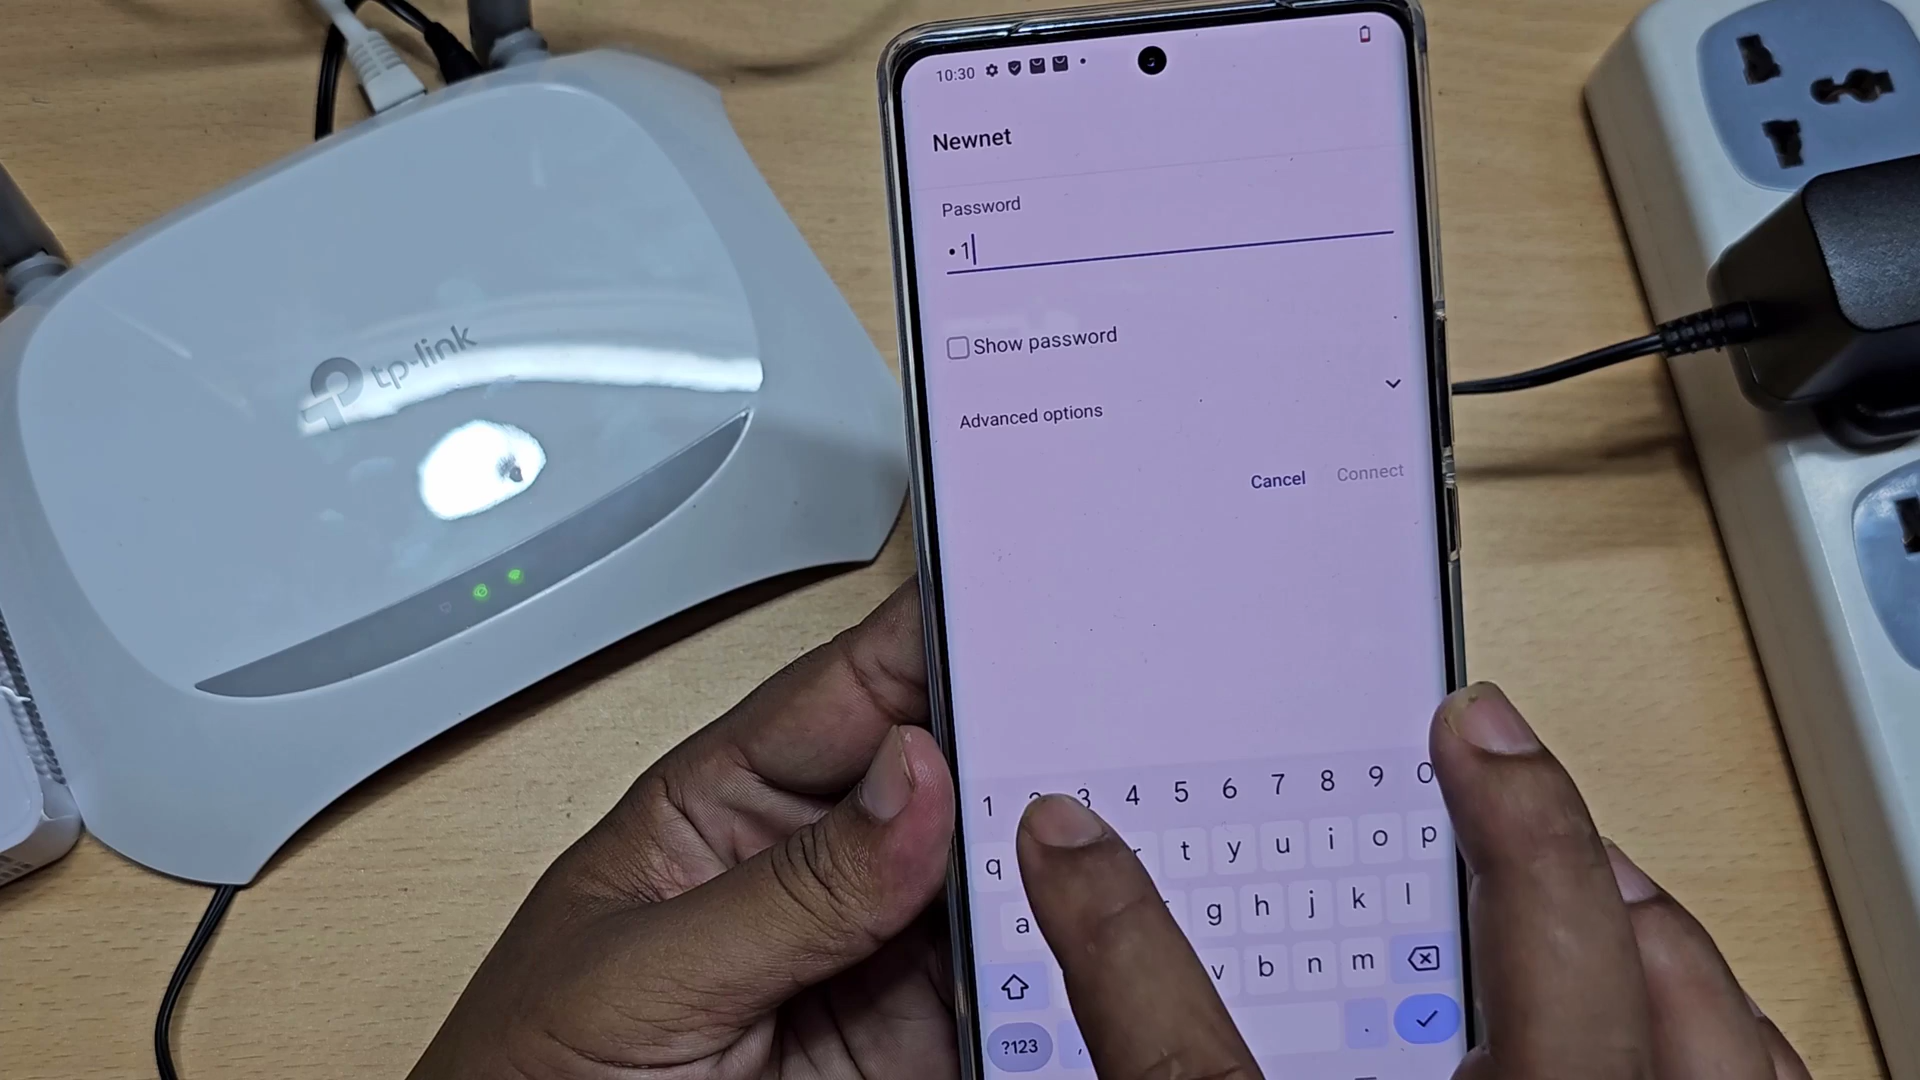 tp-link
10:30
Newnet
Password
•1
Show password
Advanced options
Cancel Connect
1 3 4 5 6 7 8 9 0
q r t y u i o p
a g h j k l
v b n m
?123 , .